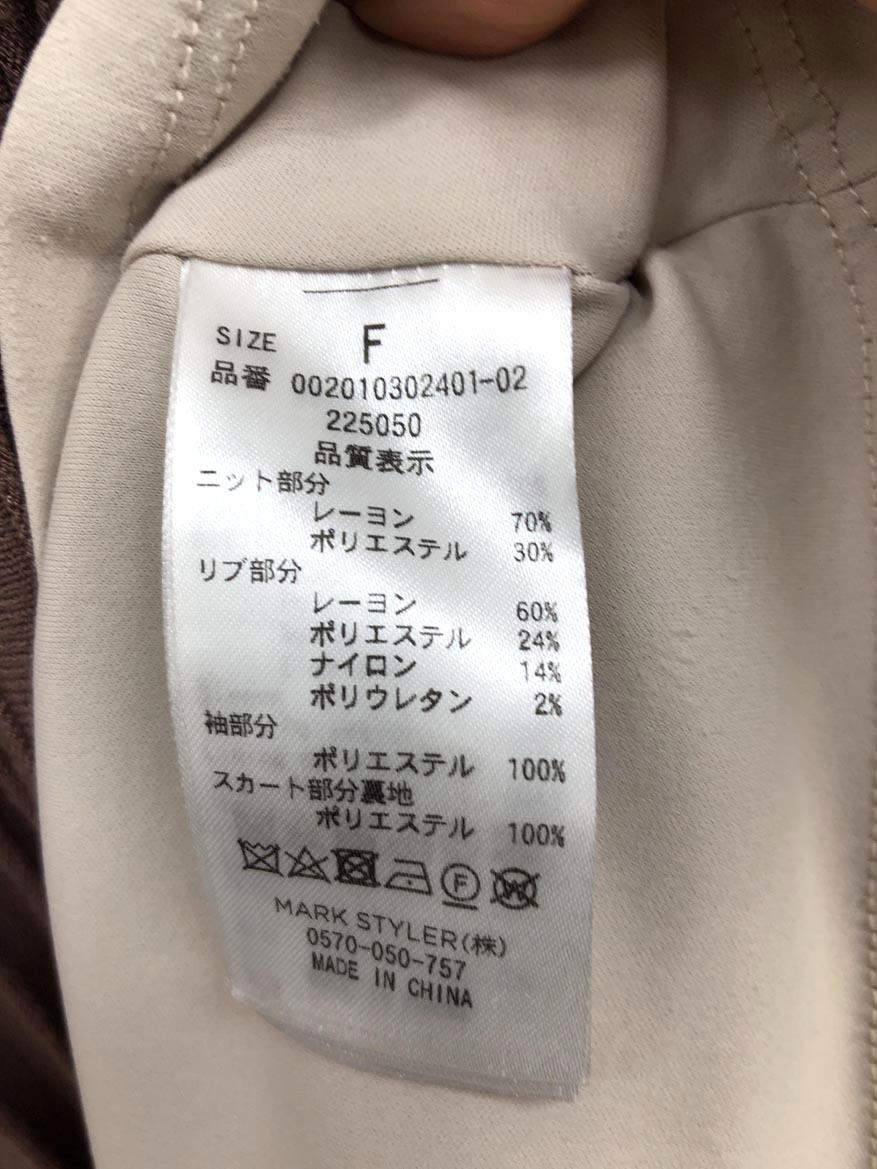 SIZE F
品番 002010302401-02
225050
品質表示
ニット部分
レーヨン 70%
ポリエステル 30%
リブ部分
レーヨン 60%
ポリエステル 24%
ナイロン 14%
ポリウレタン 2%
袖部分
ポリエステル 100%
スカート部分裏地
ポリエステル 100%
F W
MARK STYLER(株)
0570-050-757
MADE IN CHINA